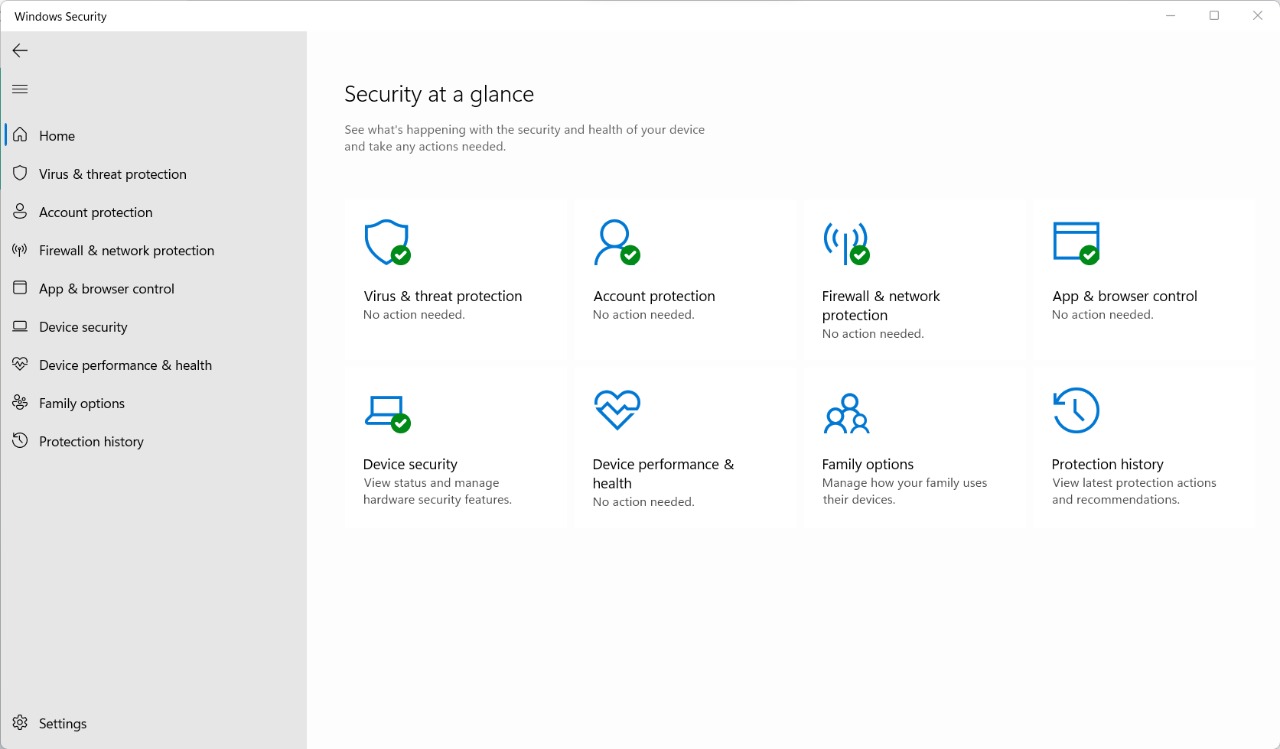 Windows Security
Home
Virus & threat protection
Account protection
Firewall & network protection
App & browser control
Device security
Device performance & health
Family options
Protection history
Settings
Security at a glance
See what's happening with the security and health of your device
and take any actions needed.
Virus & threat protection
No action needed.
Account protection
No action needed.
Firewall & network
protection
No action needed.
App & browser control
No action needed.
Device security
View status and manage
hardware security features.
Device performance &
health
No action needed.
Family options
Manage how your family uses
their devices.
Protection history
View latest protection actions
and recommendations.